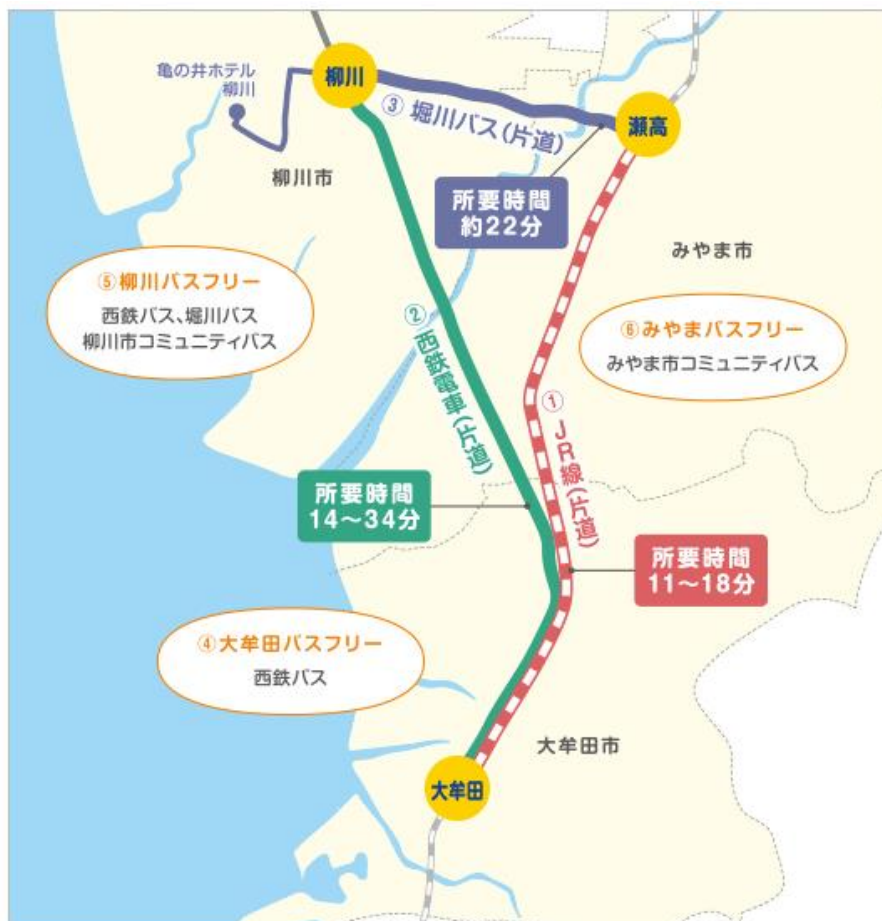 亀の井ホテル
柳川
柳川
③ 堀川バス(片道)
瀬高
柳川市
所要時間
約22分
みやま市
⑤柳川バスフリー
西鉄バス、堀川バス
柳川市コミュニティバス
②西鉄電車(片道)
⑥みやまバスフリー
みやま市コミュニティバス
①JR線(片道)
所要時間
14〜34分
所要時間
11〜18分
④大牟田バスフリー
西鉄バス
大牟田市
大牟田